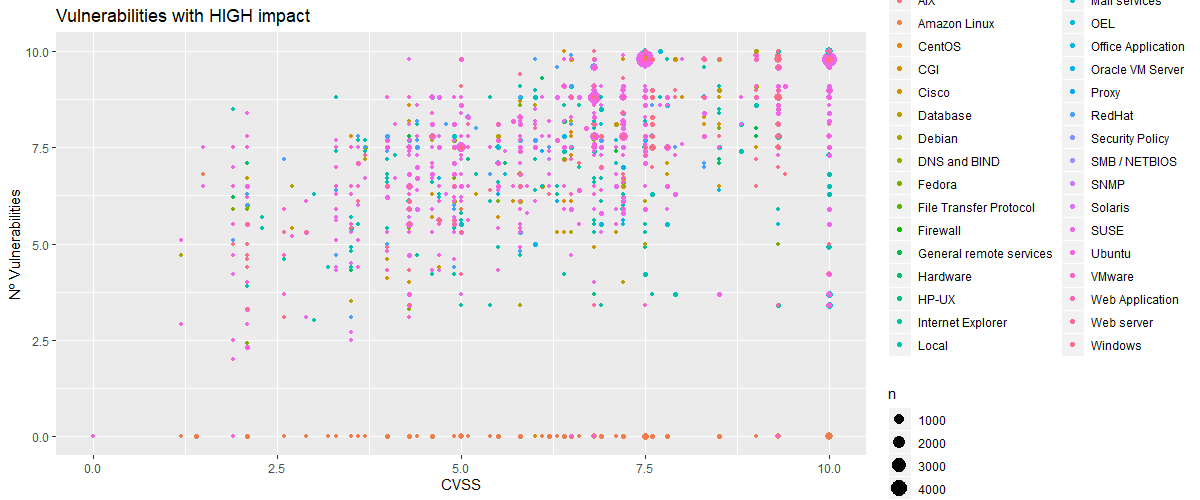 Vulnerabilities with HIGH impact
10.0
7.5
5.0
2.5
0.0
Nº Vulnerabilities
0.0
2.5
5.0
7.5
10.0
CVSS
AIX
Amazon Linux
CentOS
CGI
Cisco
Database
Debian
DNS and BIND
Fedora
File Transfer Protocol
Firewall
General remote services
Hardware
HP-UX
Internet Explorer
Local
Mail services
OEL
Office Application
Oracle VM Server
Proxy
RedHat
Security Policy
SMB / NETBIOS
SNMP
Solaris
SUSE
Ubuntu
VMware
Web Application
Web server
Windows
n
1000
2000
3000
4000